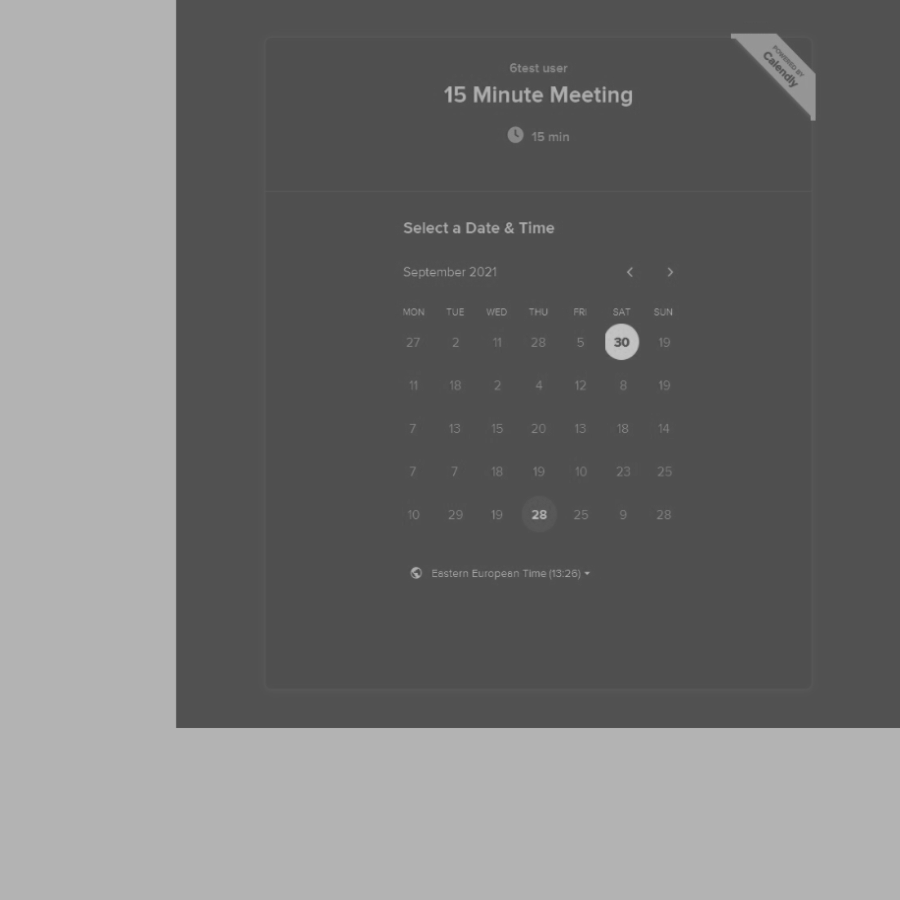 POWERED BY
Calendly
6test user
15 Minute Meeting
15 min
Select a Date & Time
September 2021
MON TUE WED THU FRI SAT SUN
27 2 11 28 5 30 19
11 18 2 4 12 8 19
7 13 15 20 13 18 14
7 7 18 19 10 23 25
10 29 19 28 25 9 28
Eastern European Time (13:26)